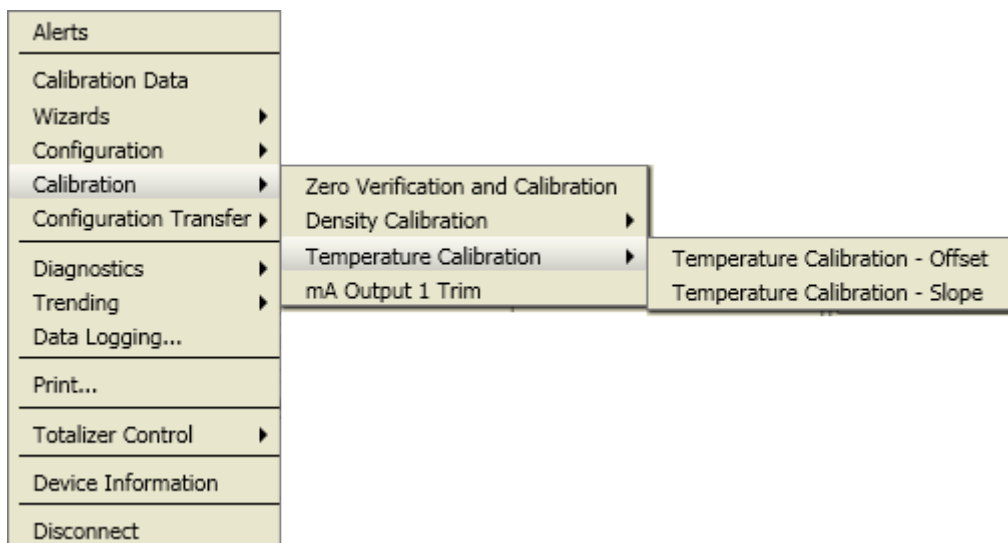 Alerts
Calibration Data
Wizards
Configuration
Calibration
Configuration Transfer
Diagnostics
Trending
Data Logging...
Print...
Totalizer Control
Device Information
Disconnect
Zero Verification and Calibration
Density Calibration
Temperature Calibration
mA Output 1 Trim
Temperature Calibration - Offset
Temperature Calibration - Slope